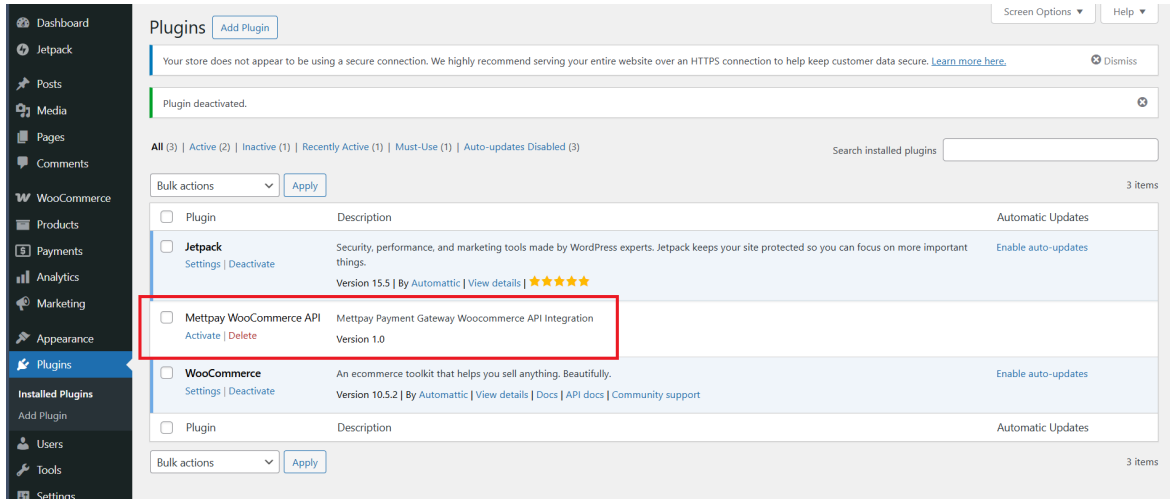 Screen Options ▼ Help ▼
Dashboard
Jetpack
Posts
Media
Pages
Comments
WooCommerce
Products
Payments
Analytics
Marketing
Appearance
Plugins
Installed Plugins
Add Plugin
Users
Tools
Settings
Plugins Add Plugin
Your store does not appear to be using a secure connection. We highly recommend serving your entire website over an HTTPS connection to help keep customer data secure. Learn more here. Dismiss
Plugin deactivated.
All (3) | Active (2) | Inactive (1) | Recently Active (1) | Must-Use (1) | Auto-updates Disabled (3)
Search installed plugins
Bulk actions Apply 3 items
Plugin Description Automatic Updates
Jetpack Security, performance, and marketing tools made by WordPress experts. Jetpack keeps your site protected so you can focus on more important Enable auto-updates
Settings | Deactivate things.
Version 15.5 | By Automattic | View details |
Mettpay WooCommerce API Mettpay Payment Gateway Woocommerce API Integration
Activate | Delete Version 1.0
WooCommerce An ecommerce toolkit that helps you sell anything. Beautifully. Enable auto-updates
Settings | Deactivate Version 10.5.2 | By Automattic | View details | Docs | API docs | Community support
Plugin Description Automatic Updates
Bulk actions Apply 3 items